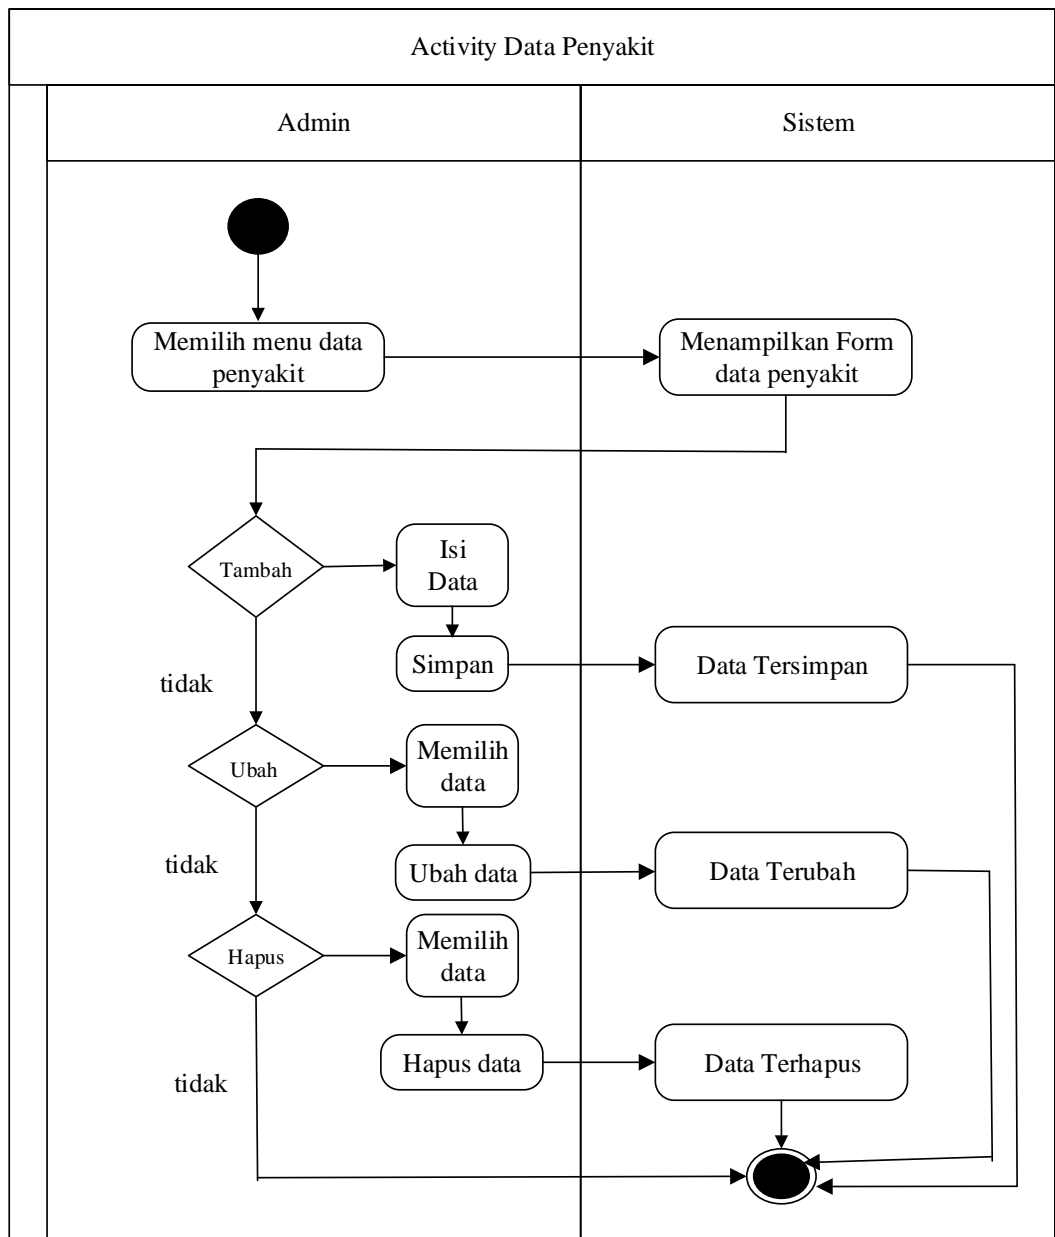 Activity Data Penyakit
Admin
Sistem
Memilih menu data
penyakit
Menampilkan Form
data penyakit
Tambah
Isi
Data
Simpan
Data Tersimpan
tidak
Ubah
Memilih
data
Ubah data
Data Terubah
tidak
Hapus
Memilih
data
Hapus data
Data Terhapus
tidak